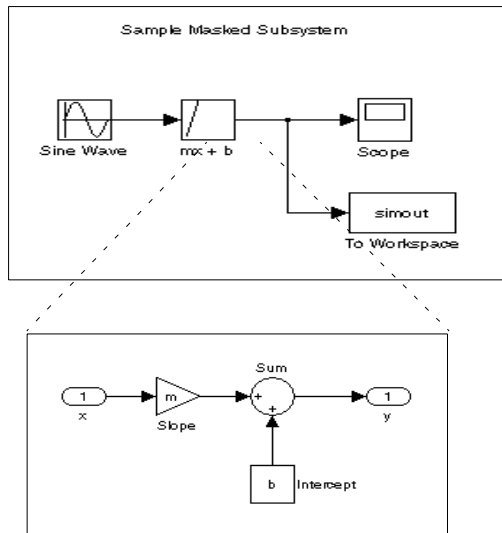 Sample Masked Subsystem
Sine Wave
mx + b
Scope
simout
To Workspace
Sum
1
x
m
Slope
+
+
1
y
b
Intercept